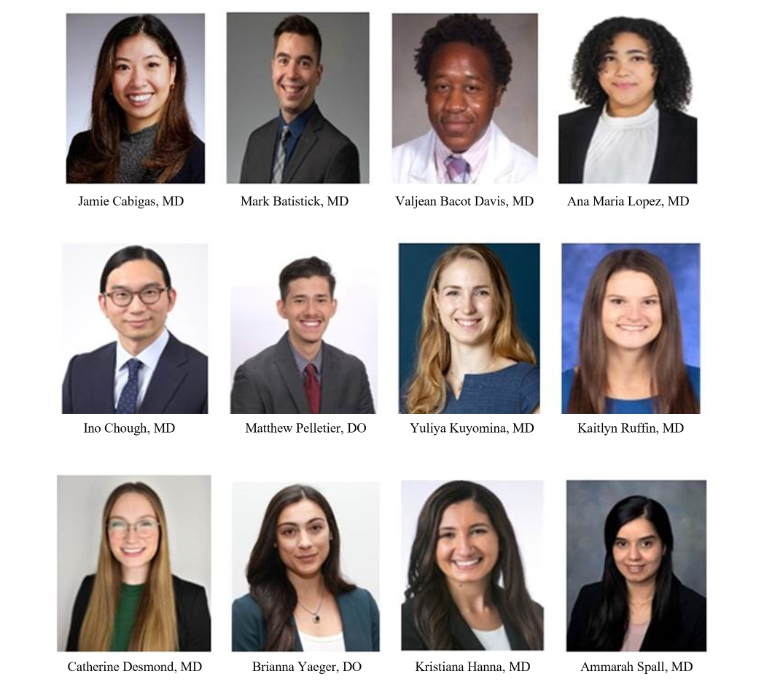 Jamie Cabigas, MD
Mark Batistick, MD
Valjean Bacot Davis, MD
Ana Maria Lopez, MD
Ino Chough, MD
Matthew Pelletier, DO
Yuliya Kuyomina, MD
Kaitlyn Ruffin, MD
Catherine Desmond, MD
Brianna Yaeger, DO
Kristiana Hanna, MD
Ammarah Spall, MD